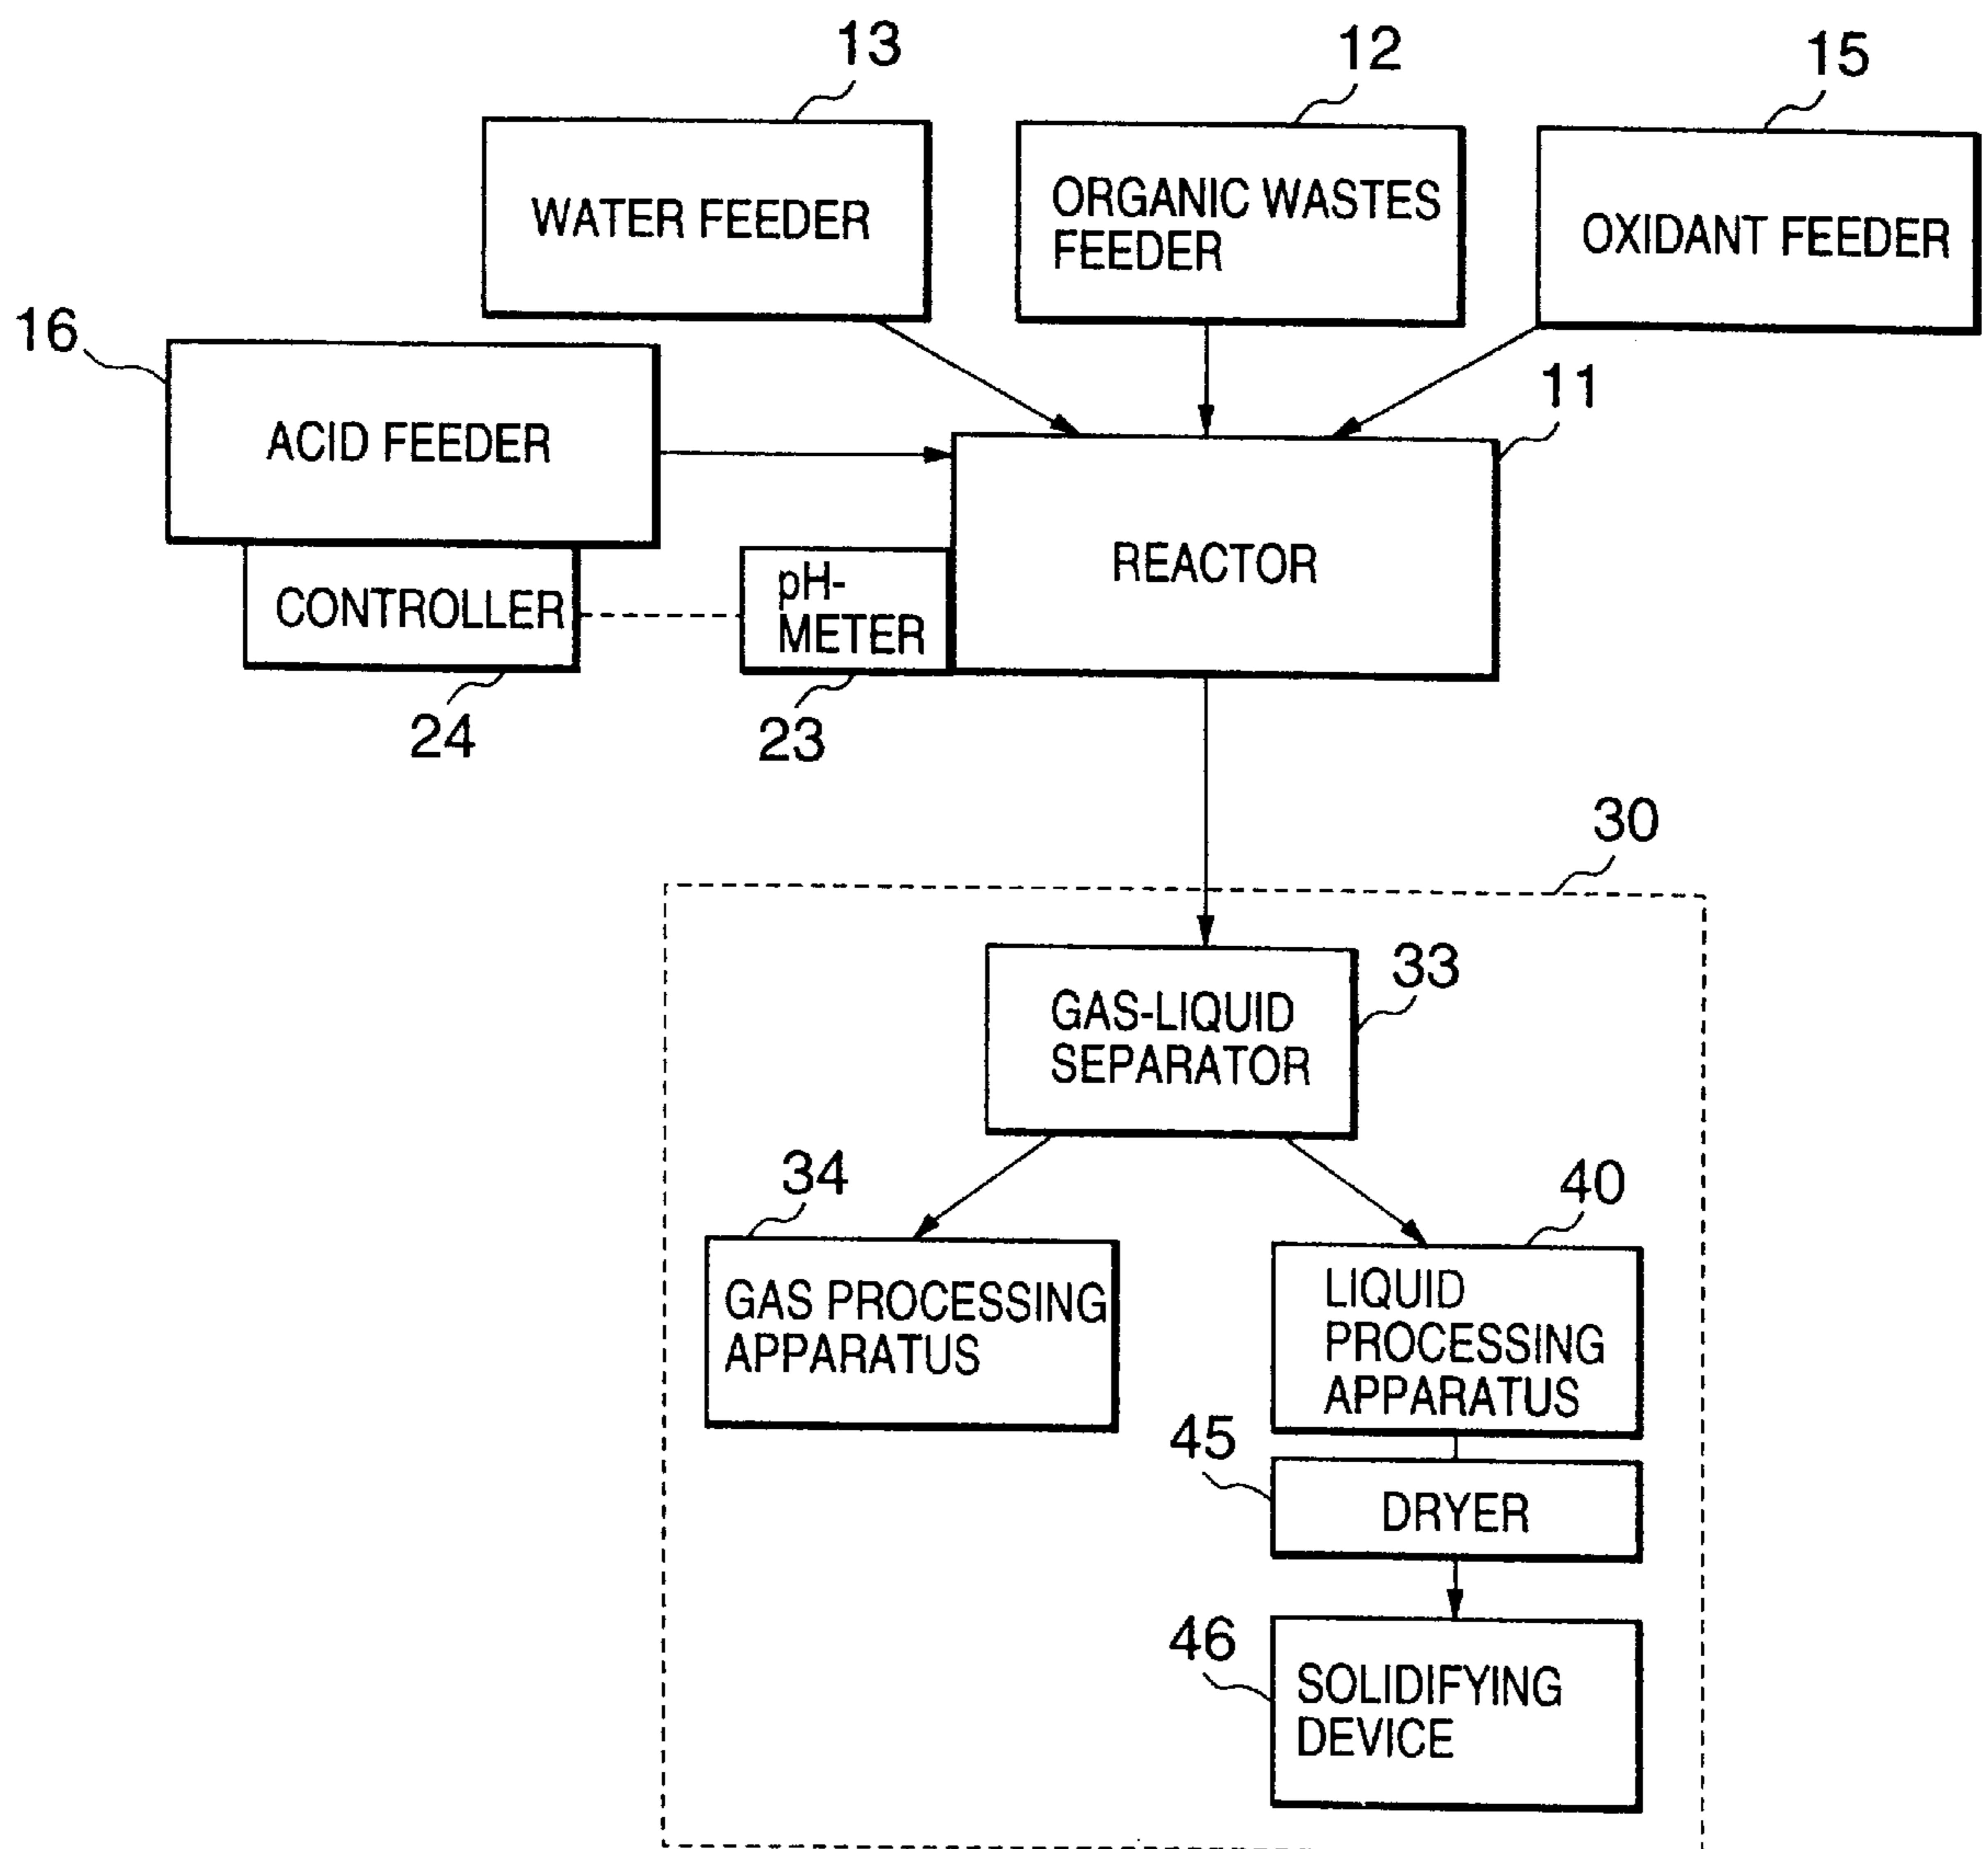 13
12
15
WATER FEEDER
ORGANIC WASTES
FEEDER
OXIDANT FEEDER
16
11
ACID FEEDER
REACTOR
CONTROLLER
pH-
METER
24
23
30
33
GAS-LIQUID
SEPARATOR
34
40
GAS PROCESSING
APPARATUS
LIQUID
PROCESSING
APPARATUS
45
DRYER
46
SOLIDIFYING
DEVICE